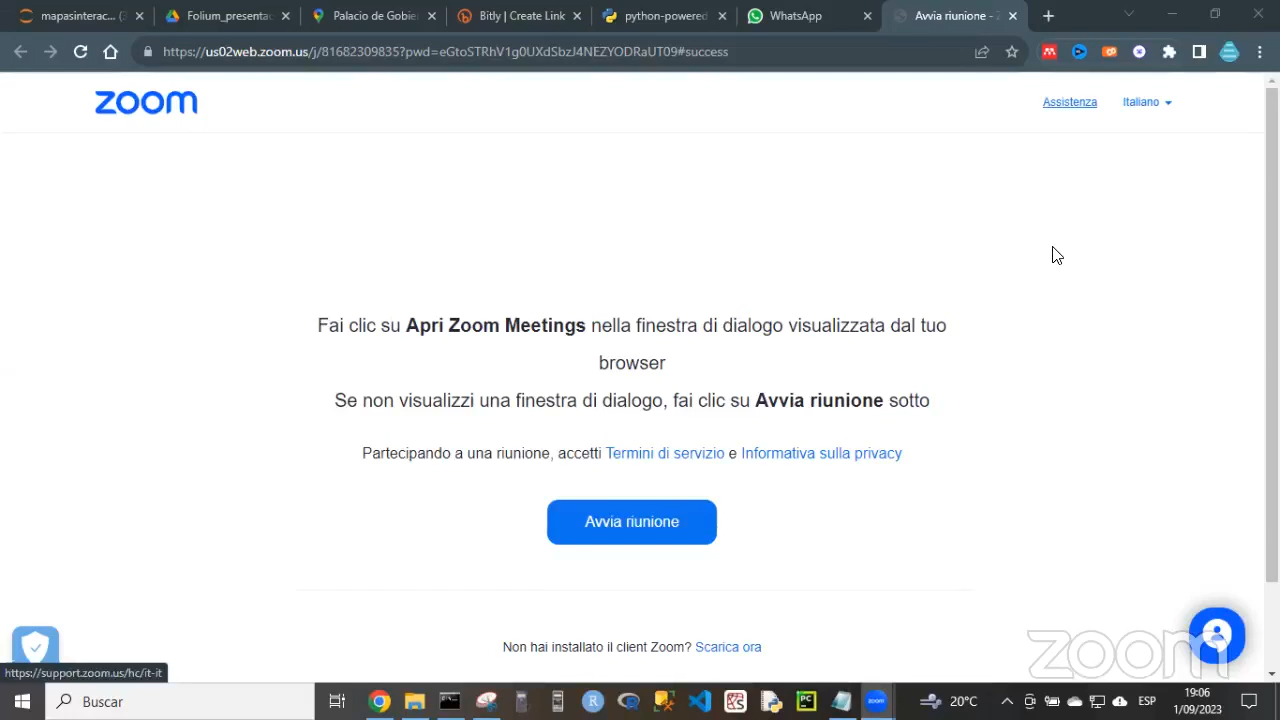 mapasinterac...
Folium_presenta
Palacio de Gobie
Bitly | Create Link
python-powered
WhatsApp
Avvia riunione - Z
https://us02web.zoom.us/j/81682309835?pwd=eGtoSTRhV1g0UXdSbzJ4NEZYODRaUT09#success
zoom
Assistenza
Italiano
Fai clic su Apri Zoom Meetings nella finestra di dialogo visualizzata dal tuo
browser
Se non visualizzi una finestra di dialogo, fai clic su Avvia riunione sotto
Partecipando a una riunione, accetti Termini di servizio e Informativa sulla privacy
Avvia riunione
Non hai installato il client Zoom? Scarica ora
zoom
https://support.zoom.us/hc/it-it
Buscar
R
PC
zoom
20°C
ESP
19:06
1/09/2023